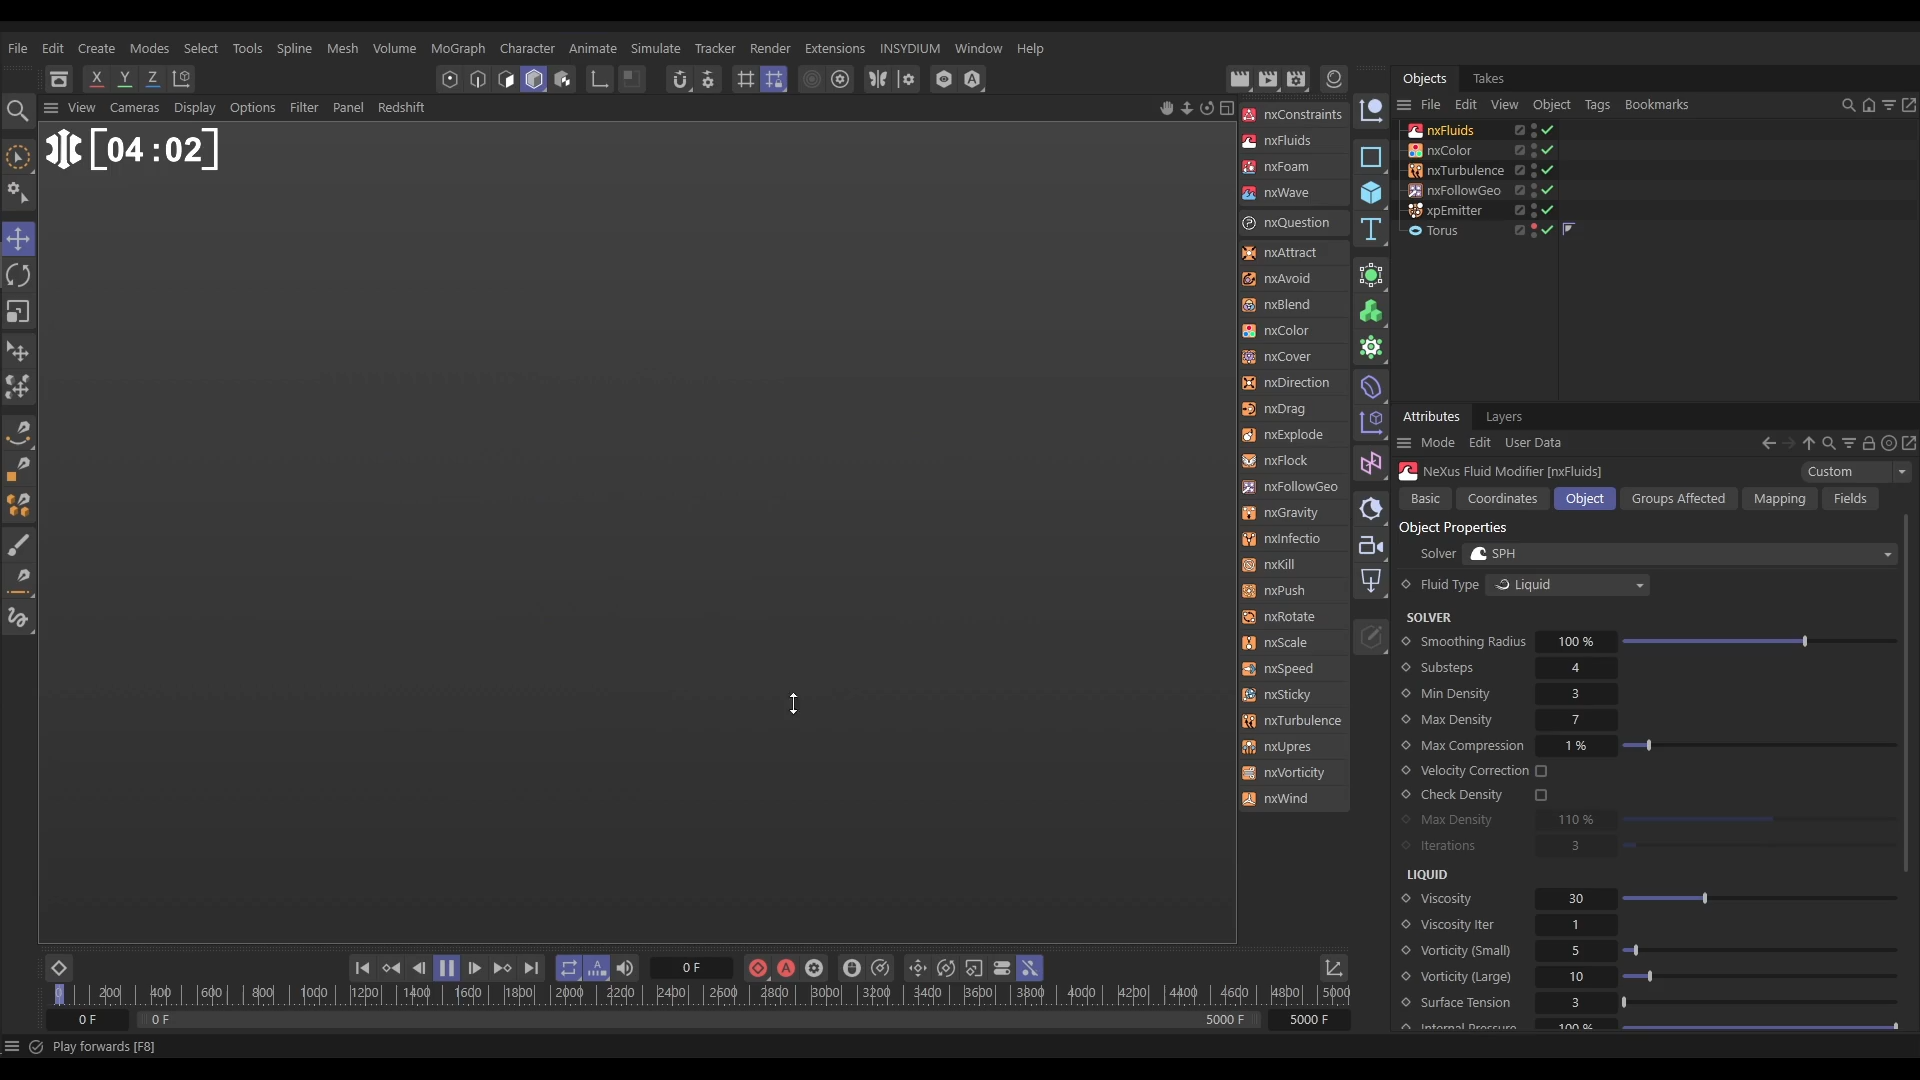 File Edit Create Modes Select Tools Spline Mesh Volume MoGraph Character Animate Simulate Tracker Render Extensions INSYDIUM Window Help
X Y Z
Objects Takes
View Cameras Display Options Filter Panel Redshift
File Edit View Object Tags Bookmarks
[04:02]
nxConstraints
nxFluids
nxFoam
nxWave
nxQuestion
nxAttract
nxAvoid
nxBlend
nxColor
nxCover
nxDirection
nxDrag
nxExplode
nxFlock
nxFollowGeo
nxGravity
nxInfectio
nxKill
nxPush
nxRotate
nxScale
nxSpeed
nxSticky
nxTurbulence
nxUpres
nxVorticity
nxWind
nxFluids
nxColor
nxTurbulence
nxFollowGeo
xpEmitter
Torus
Attributes Layers
Mode Edit User Data
NeXus Fluid Modifier [nxFluids] Custom
Basic Coordinates Object Groups Affected Mapping Fields
Object Properties
Solver SPH
Fluid Type Liquid
SOLVER
Smoothing Radius 100 %
Substeps 4
Min Density 3
Max Density 7
Max Compression 1 %
Velocity Correction
Check Density
Max Density 110 %
Iterations 3
LIQUID
Viscosity 30
Viscosity Iter 1
Vorticity (Small) 5
Vorticity (Large) 10
Surface Tension 3
Internal Pressure 100 %
0 F
0 200 400 600 800 1000 1200 1400 1600 1800 2000 2200 2400 2600 2800 3000 3200 3400 3600 3800 4000 4200 4400 4600 4800 5000
0 F 0 F 5000 F 5000 F
Play forwards [F8]